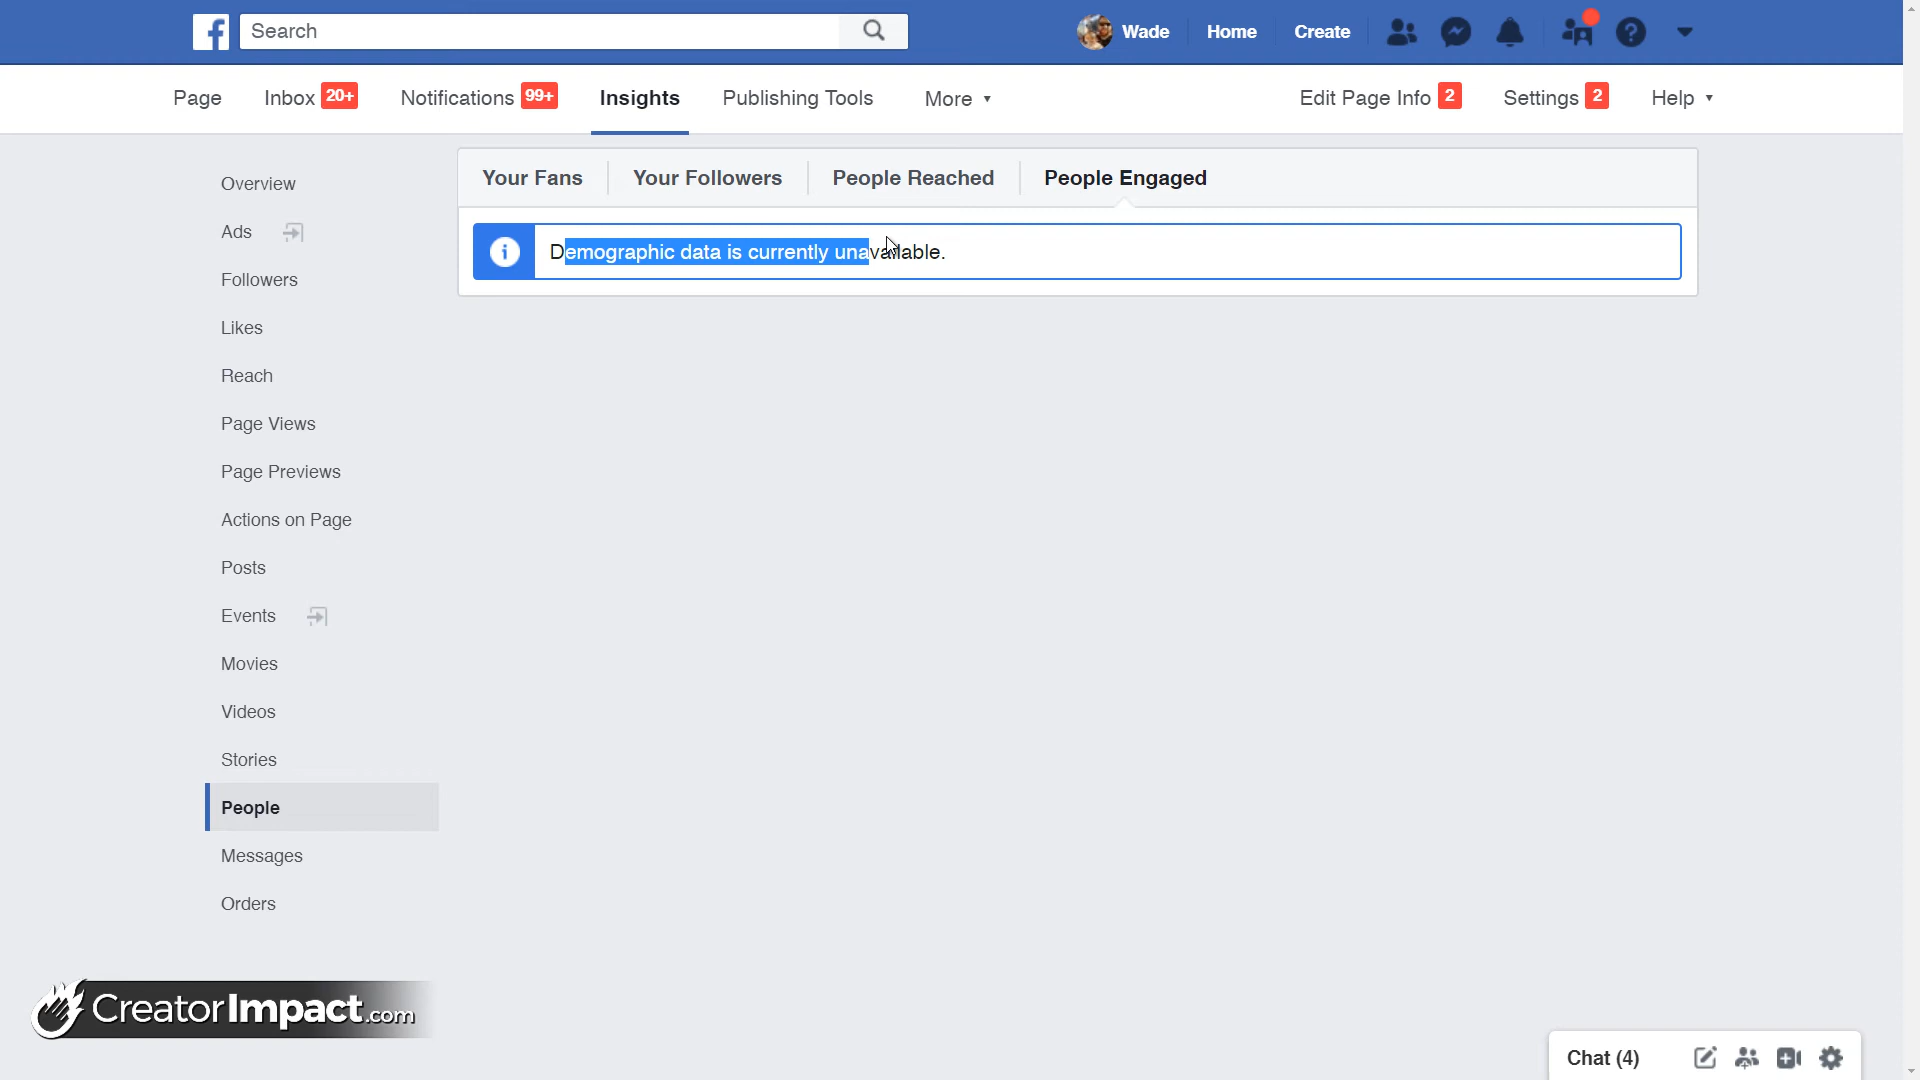 Search
Wade
Home
Create
Page
Inbox 20+
Notifications 99+
Insights
Publishing Tools
More
Edit Page Info 2
Settings 2
Help
Your Fans
Your Followers
People Reached
People Engaged
Demographic data is currently unavailable.
Overview
Ads
Followers
Likes
Reach
Page Views
Page Previews
Actions on Page
Posts
Events
Movies
Videos
Stories
People
Messages
Orders
CreatorImpact.com
Chat (4)